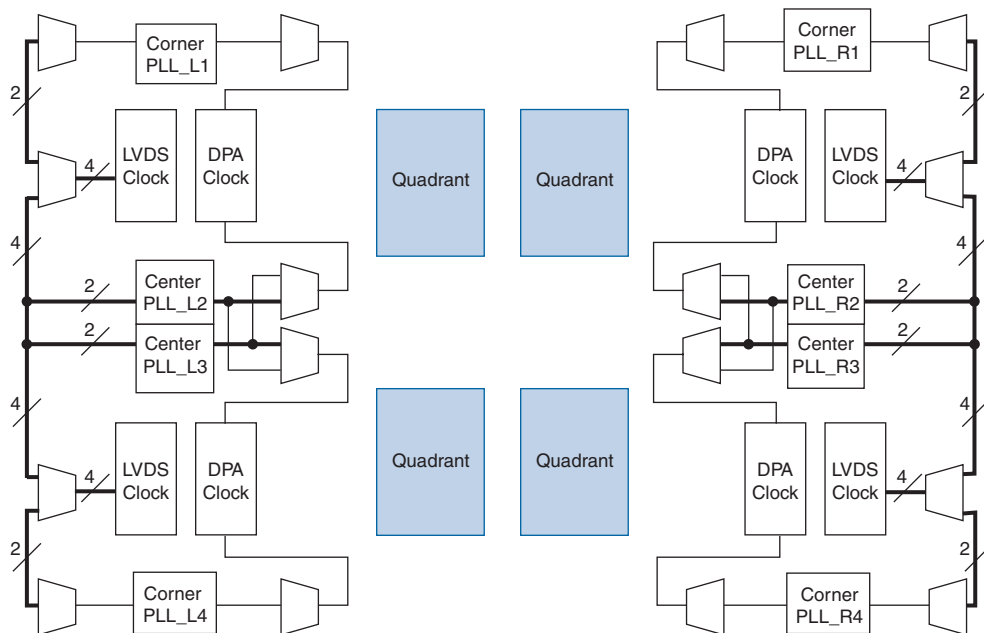 Corner
PLL_L1
Corner
PLL_R1
2
2
LVDS
Clock
DPA
Clock
Quadrant
Quadrant
DPA
Clock
LVDS
Clock
4
4
4
4
2
Center
PLL_L2
Center
PLL_R2
2
2
Center
PLL_L3
Center
PLL_R3
2
4
4
LVDS
Clock
DPA
Clock
Quadrant
Quadrant
DPA
Clock
LVDS
Clock
4
4
2
2
Corner
PLL_L4
Corner
PLL_R4